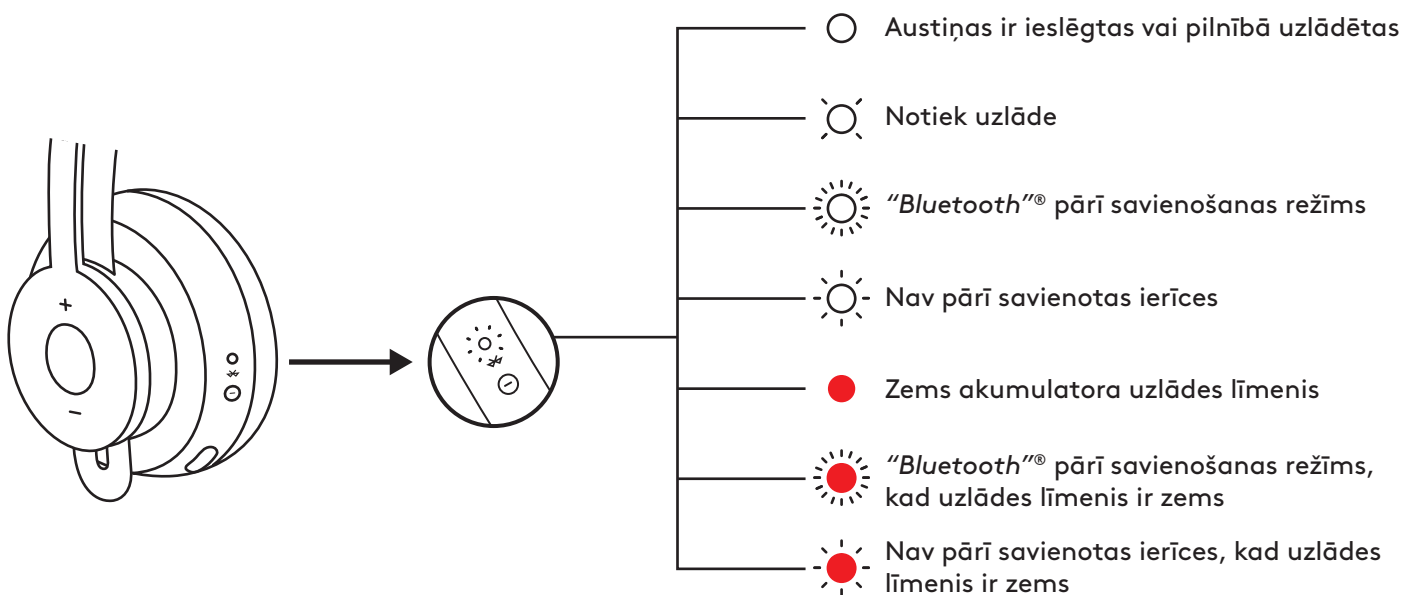 Austiņas ir ieslēgtas vai pilnībā uzlādētas
Notiek uzlāde
“Bluetooth”® pārī savienošanas režīms
Nav pārī savienotas ierīces
Zems akumulatora uzlādes līmenis
“Bluetooth”® pārī savienošanas režīms,
kad uzlādes līmenis ir zems
Nav pārī savienotas ierīces, kad uzlādes
līmenis ir zems